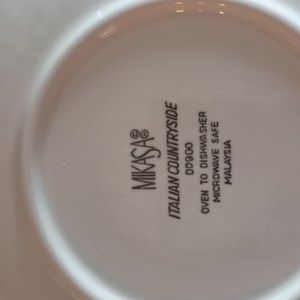 MIKASA©®
ITALIAN COUNTRYSIDE
DD900
OVEN TO DISHWASHER
MICROWAVE SAFE
MALAYSIA